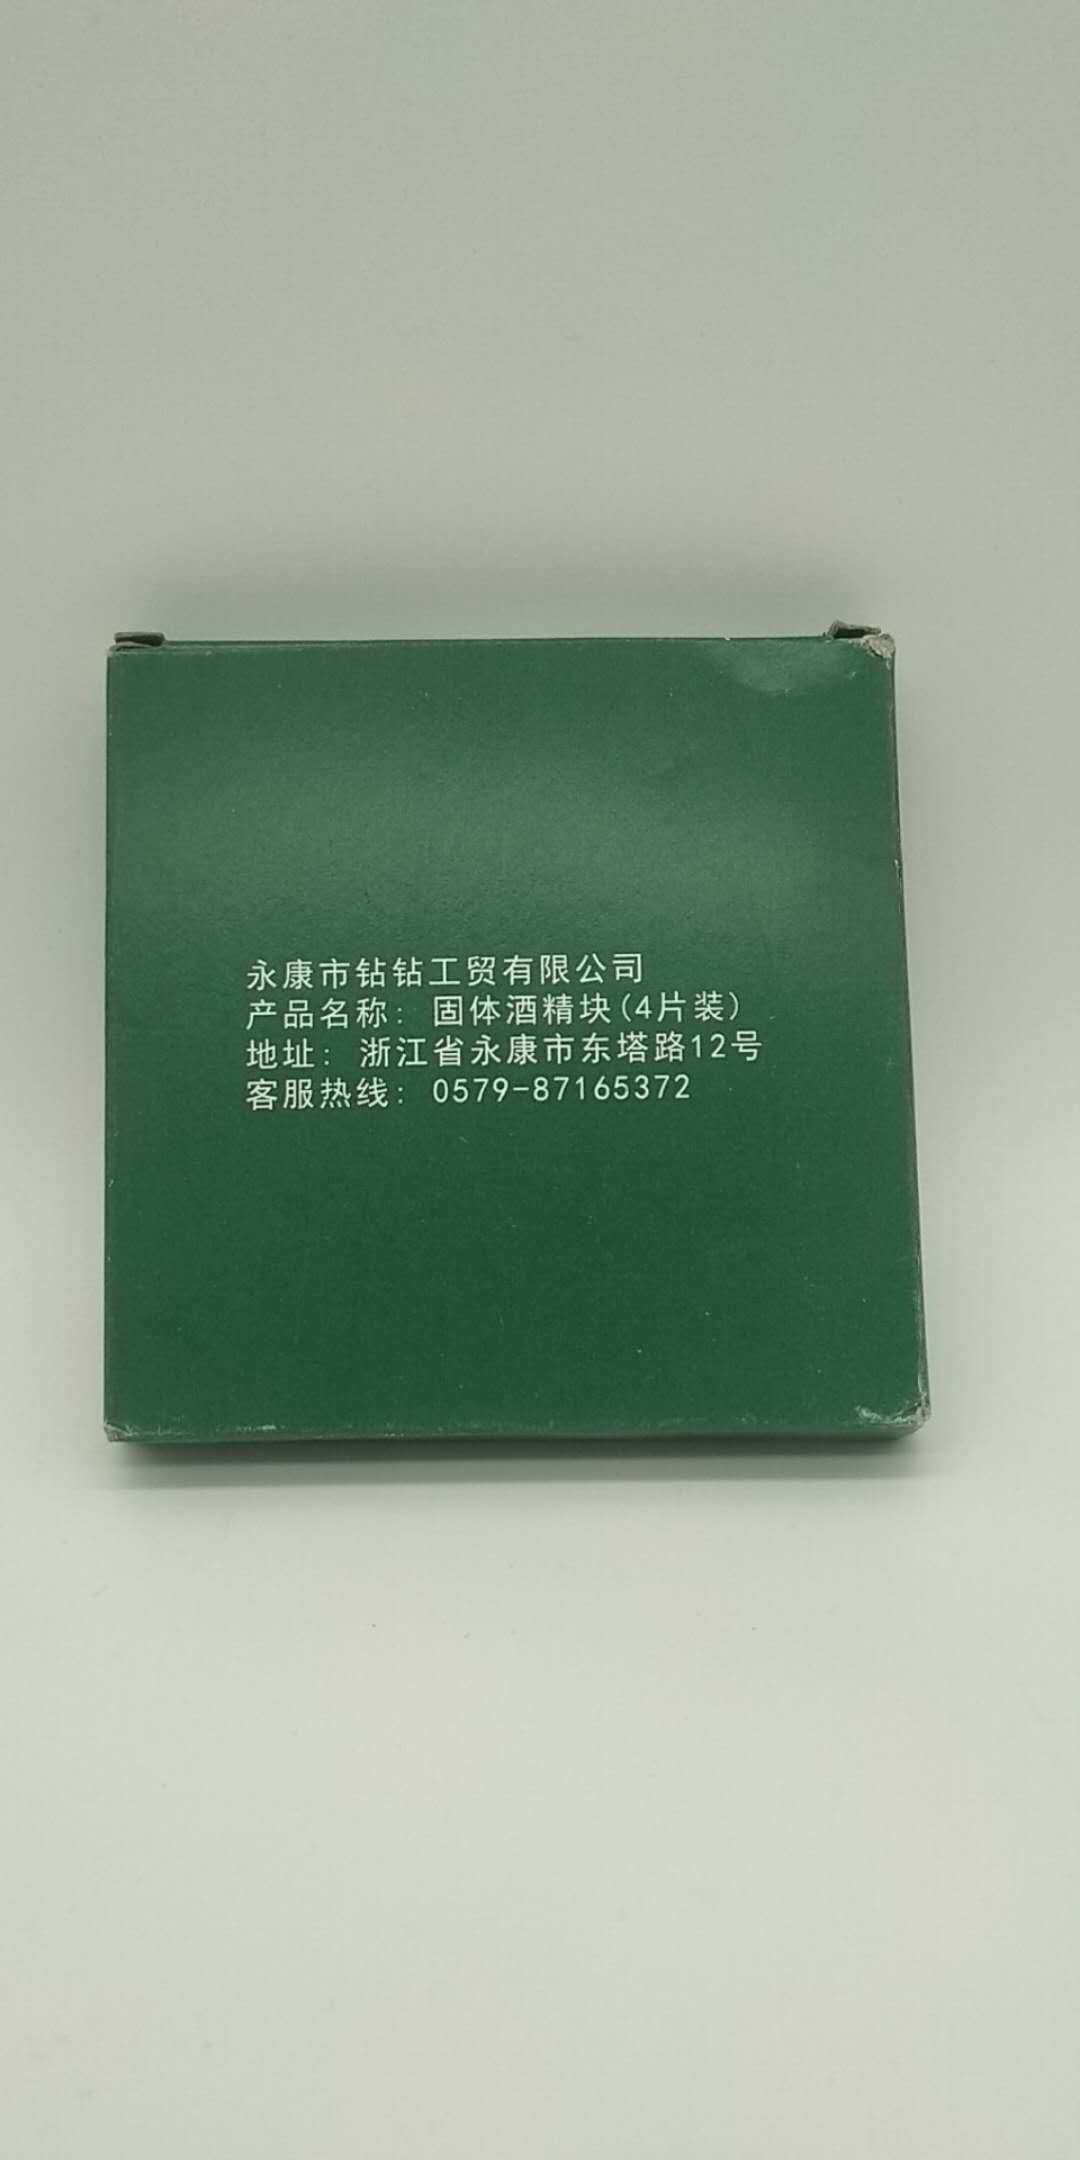 永康市钻钻工贸有限公司
产品名称: 固体酒精块(4片装)
地址: 浙江省永康市东塔路12号
客服热线: 0579-87165372